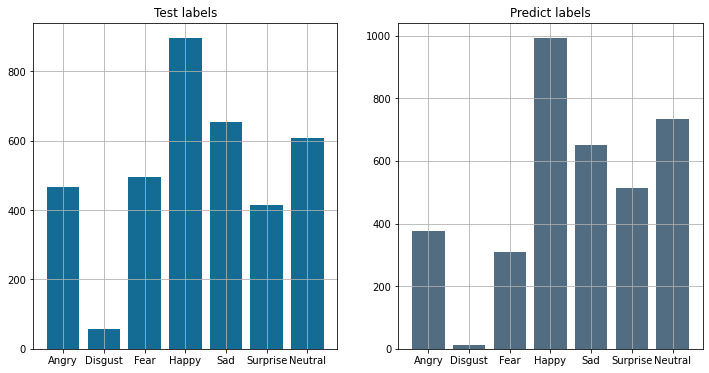 Test labels
800
600
400
200
0
Angry Disgust Fear Happy Sad Surprise Neutral
Predict labels
1000
800
600
400
200
0
Angry Disgust Fear Happy Sad Surprise Neutral